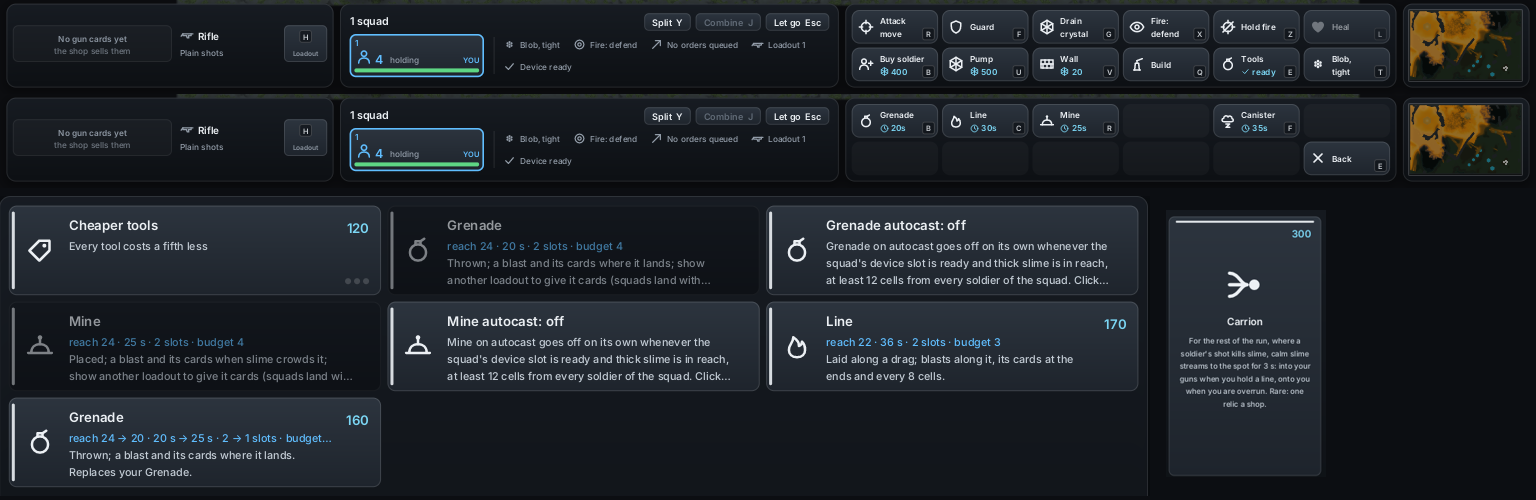 No gun cards yet
the shop sells them
Rifle
Plain shots
H
Loadout
1 squad
Split Y
Combine J
Let go Esc
1
4 holding YOU
Blob, tight
Fire: defend
No orders queued
Loadout 1
Device ready
Attack move R
Guard F
Drain crystal G
Fire: defend X
Hold fire Z
Heal L
Buy soldier 400 B
Pump 500 U
Wall 20 V
Build Q
Tools ready E
Blob, tight T
No gun cards yet
the shop sells them
Rifle
Plain shots
H
Loadout
1 squad
Split Y
Combine J
Let go Esc
1
4 holding YOU
Blob, tight
Fire: defend
No orders queued
Loadout 1
Device ready
Grenade 20s B
Line 30s C
Mine 25s R
Canister 35s F
Back E
Cheaper tools 120
Every tool costs a fifth less
Grenade
reach 24 · 20 s · 2 slots · budget 4
Thrown; a blast and its cards where it lands; show
another loadout to give it cards (squads land with...
Grenade autocast: off
Grenade on autocast goes off on its own whenever the
squad's device slot is ready and thick slime is in reach,
at least 12 cells from every soldier of the squad. Click...
Mine
reach 24 · 25 s · 2 slots · budget 4
Placed; a blast and its cards when slime crowds it;
show another loadout to give it cards (squads land wi...
Mine autocast: off
Mine on autocast goes off on its own whenever the
squad's device slot is ready and thick slime is in reach,
at least 12 cells from every soldier of the squad. Click...
Line 170
reach 22 · 36 s · 2 slots · budget 3
Laid along a drag; blasts along it, its cards at the
ends and every 8 cells.
Grenade 160
reach 24 → 20 · 20 s → 25 s · 2 → 1 slots · budget...
Thrown; a blast and its cards where it lands.
Replaces your Grenade.
300
Carrion
For the rest of the run, where a
soldier's shot kills slime, calm slime
streams to the spot for 3 s: into your
guns when you hold a line, onto you
when you are overrun. Rare: one
relic a shop.